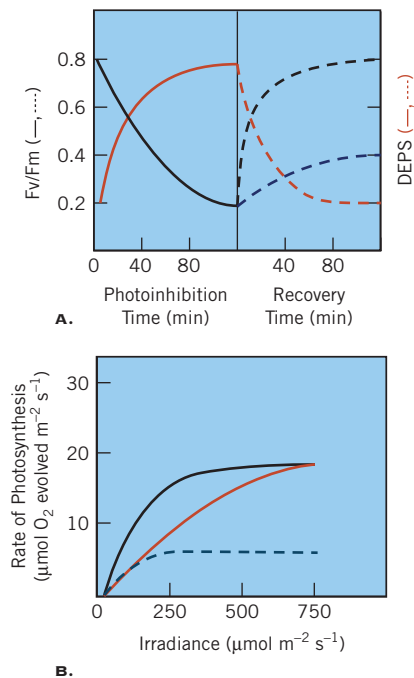 A.
Fv/Fm (—, ----)
0.8
0.6
0.4
0.2
0 40 80 40 80
Photoinhibition
Time (min)
Recovery
Time (min)
DEPS (—, ----)
B.
Rate of Photosynthesis
(μmol O₂ evolved m⁻² s⁻¹)
30
20
10
0 250 500 750
Irradiance (μmol m⁻² s⁻¹)